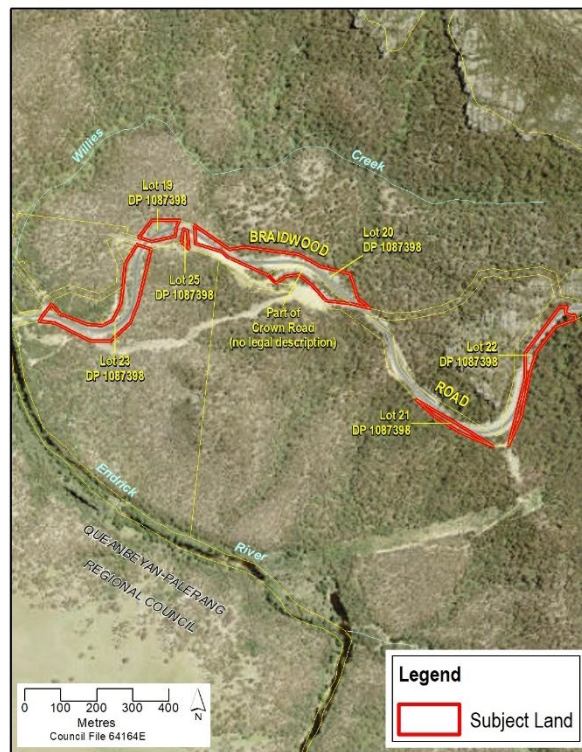 Willies
Creek
Lot 19
DP 1087398
BRAIDWOOD
Lot 20
DP 1087398
Lot 25
DP 1087398
Part of
Crown Road
(no legal description)
Lot 23
DP 1087398
Lot 22
DP 1087398
ROAD
Lot 21
DP 1087398
Endrick
River
QUEANBEYAN-PALERANG
REGIONAL COUNCIL
0 100 200 300 400
Metres
Council File 64164E
N
Legend
Subject Land